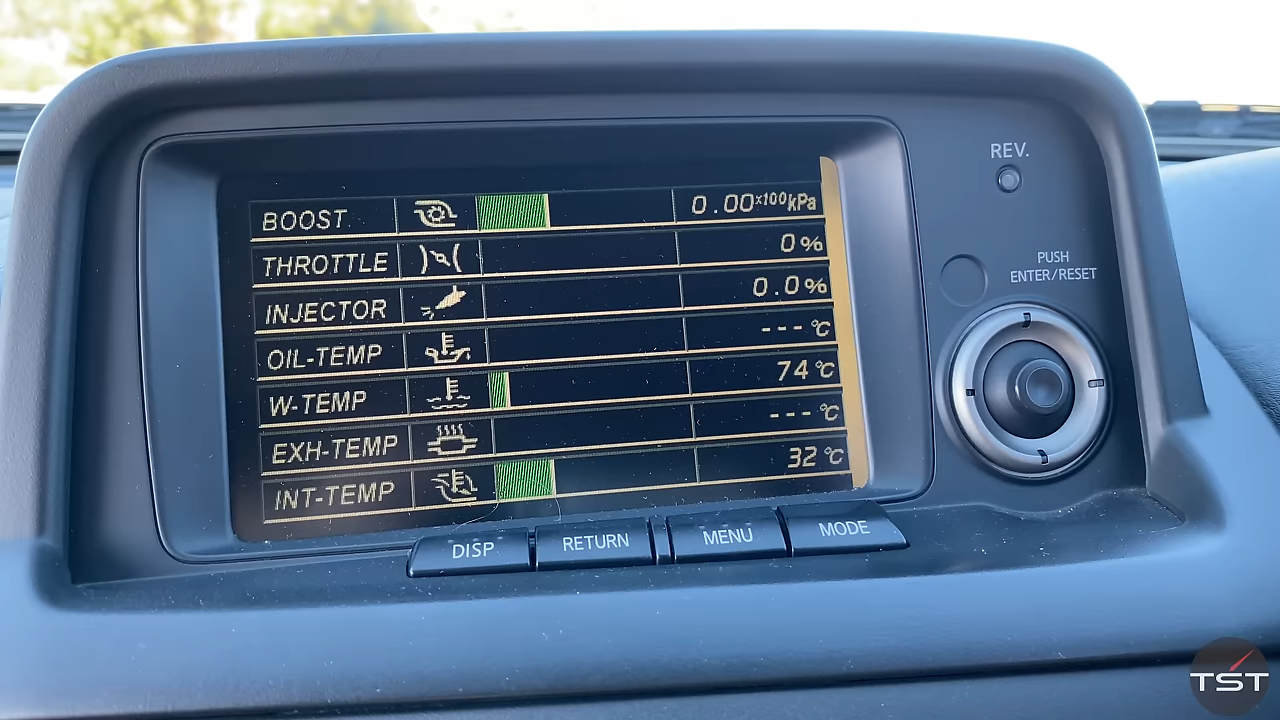 REV.
BOOST 0.00x100kPa
THROTTLE 0%
PUSH
ENTER/RESET
INJECTOR 0.0%
OIL-TEMP ---℃
W-TEMP 74℃
EXH-TEMP ---℃
INT-TEMP 32℃
DISP RETURN MENU MODE
TST